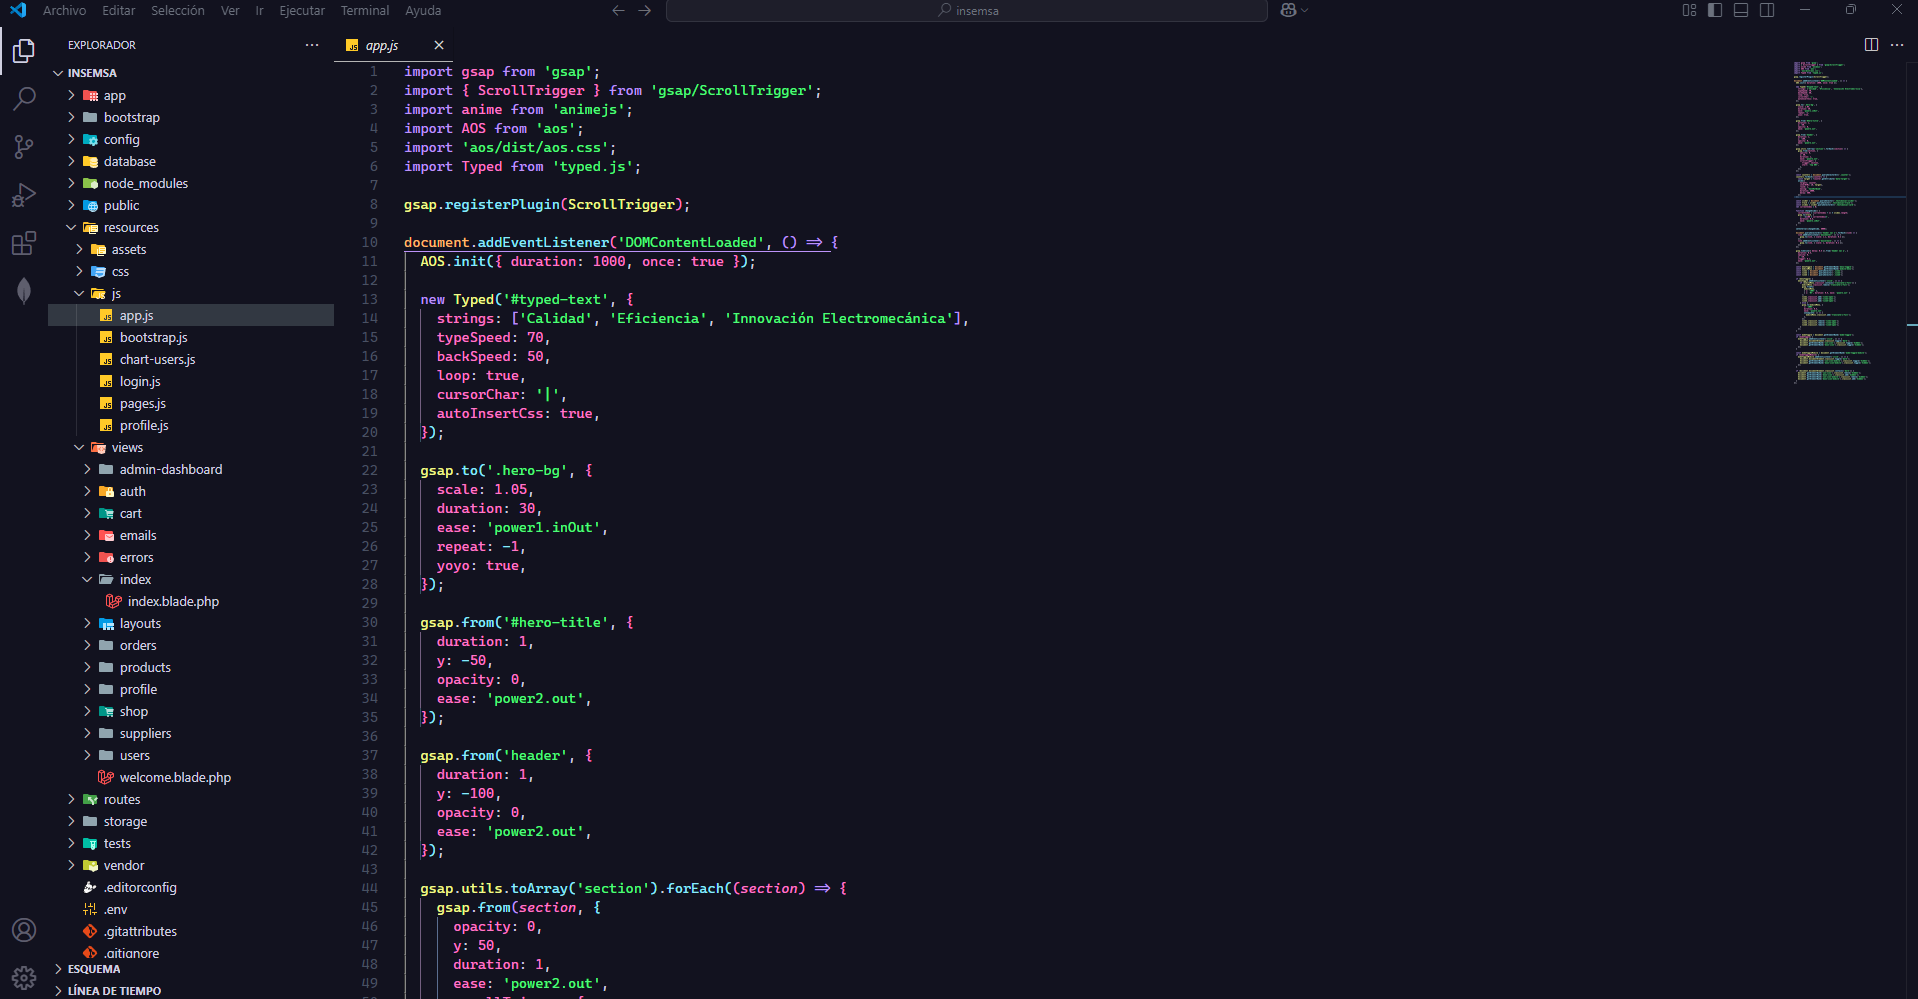 Archivo Editar Selección Ver Ir Ejecutar Terminal Ayuda
insemsa
EXPLORADOR
INSEMSA
app
bootstrap
config
database
node_modules
public
resources
assets
css
js
app.js
bootstrap.js
chart-users.js
login.js
pages.js
profile.js
views
admin-dashboard
auth
cart
emails
errors
index
index.blade.php
layouts
orders
products
profile
shop
suppliers
users
welcome.blade.php
routes
storage
tests
vendor
.editorconfig
.env
.gitattributes
.gitignore
ESQUEMA
LÍNEA DE TIEMPO
JS app.js
1 import gsap from 'gsap';
2 import { ScrollTrigger } from 'gsap/ScrollTrigger';
3 import anime from 'animejs';
4 import AOS from 'aos';
5 import 'aos/dist/aos.css';
6 import Typed from 'typed.js';
7
8 gsap.registerPlugin(ScrollTrigger);
9
10 document.addEventListener('DOMContentLoaded', () => {
11 AOS.init({ duration: 1000, once: true });
12
13 new Typed('#typed-text', {
14 strings: ['Calidad', 'Eficiencia', 'Innovación Electromecánica'],
15 typeSpeed: 70,
16 backSpeed: 50,
17 loop: true,
18 cursorChar: '|',
19 autoInsertCss: true,
20 });
21
22 gsap.to('.hero-bg', {
23 scale: 1.05,
24 duration: 30,
25 ease: 'power1.inOut',
26 repeat: -1,
27 yoyo: true,
28 });
29
30 gsap.from('#hero-title', {
31 duration: 1,
32 y: -50,
33 opacity: 0,
34 ease: 'power2.out',
35 });
36
37 gsap.from('header', {
38 duration: 1,
39 y: -100,
40 opacity: 0,
41 ease: 'power2.out',
42 });
43
44 gsap.utils.toArray('section').forEach((section) => {
45 gsap.from(section, {
46 opacity: 0,
47 y: 50,
48 duration: 1,
49 ease: 'power2.out',